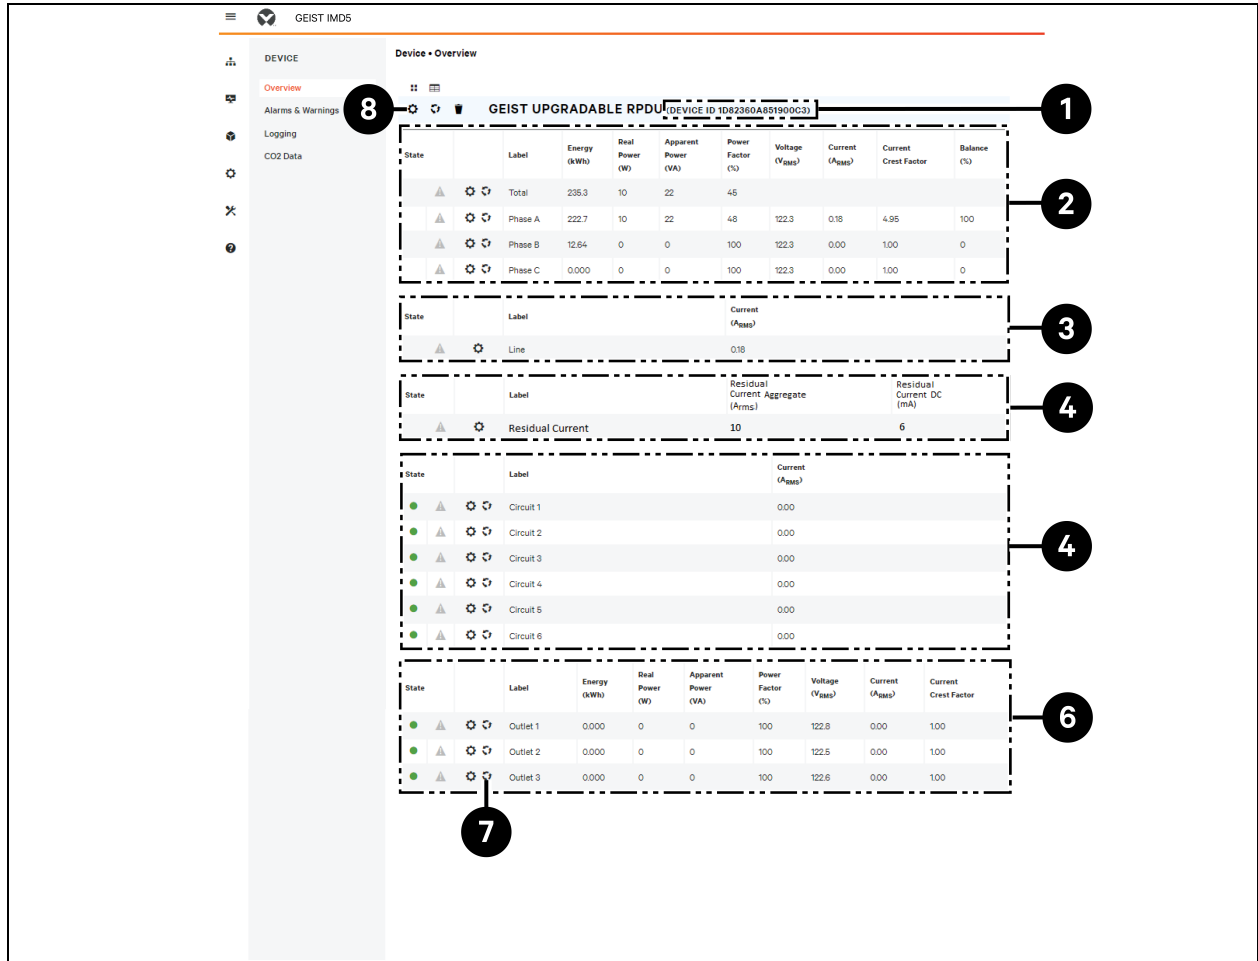 GEIST IMD5
DEVICE
Overview
Alarms & Warnings
Logging
CO2 Data
Device • Overview
8
GEIST UPGRADABLE RPDU (DEVICE ID 1D82360A851900C3)
1
State Label Energy (kWh) Real Power (W) Apparent Power (VA) Power Factor (%) Voltage (VRMS) Current (ARMS) Current Crest Factor Balance (%)
Total 235.3 10 22 45
Phase A 222.7 10 22 48 122.3 0.18 4.95 100
Phase B 12.64 0 0 100 122.3 0.00 1.00 0
Phase C 0.000 0 0 100 122.3 0.00 1.00 0
2
State Label Current (ARMS)
Line 0.18
3
State Label Residual Current Aggregate (Arms) Residual Current DC (mA)
Residual Current 10 6
4
State Label Current (ARMS)
Circuit 1 0.00
Circuit 2 0.00
Circuit 3 0.00
Circuit 4 0.00
Circuit 5 0.00
Circuit 6 0.00
4
State Label Energy (kWh) Real Power (W) Apparent Power (VA) Power Factor (%) Voltage (VRMS) Current (ARMS) Current Crest Factor
Outlet 1 0.000 0 0 100 122.8 0.00 1.00
Outlet 2 0.000 0 0 100 122.5 0.00 1.00
Outlet 3 0.000 0 0 100 122.6 0.00 1.00
6
7